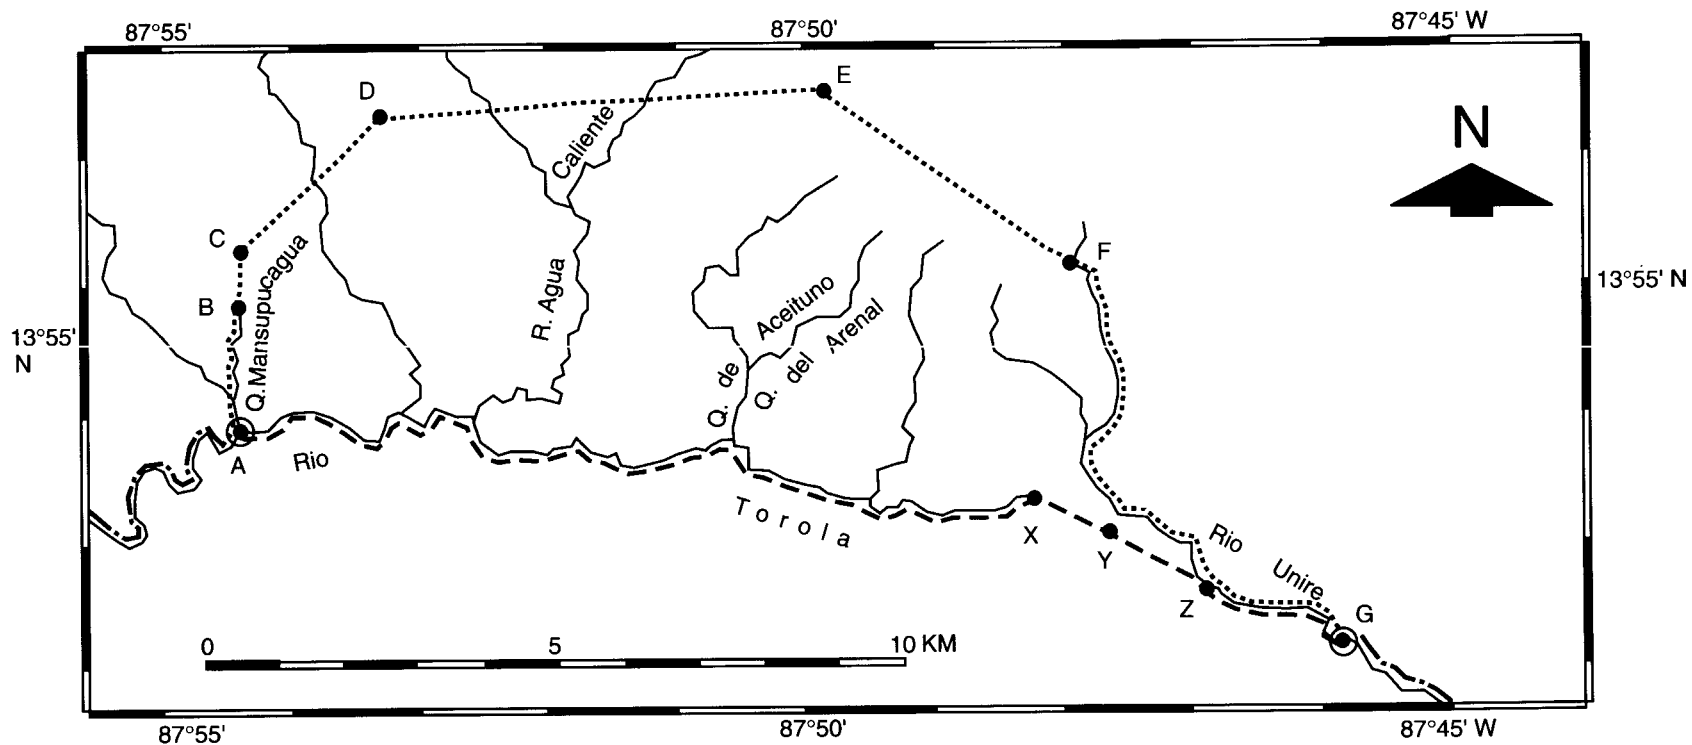 87°55'
87°50'
87°45' W
D
E
N
Caliente
C
Q.Mansupucagua
F
B
R. Agua
Aceituno
13°55' N
13°55'
N
Q. de
Q. del Arenal
A
Rio
Torola
X
Y
Rio
Unire
Z
G
0
5
10 KM
87°55'
87°50'
87°45' W